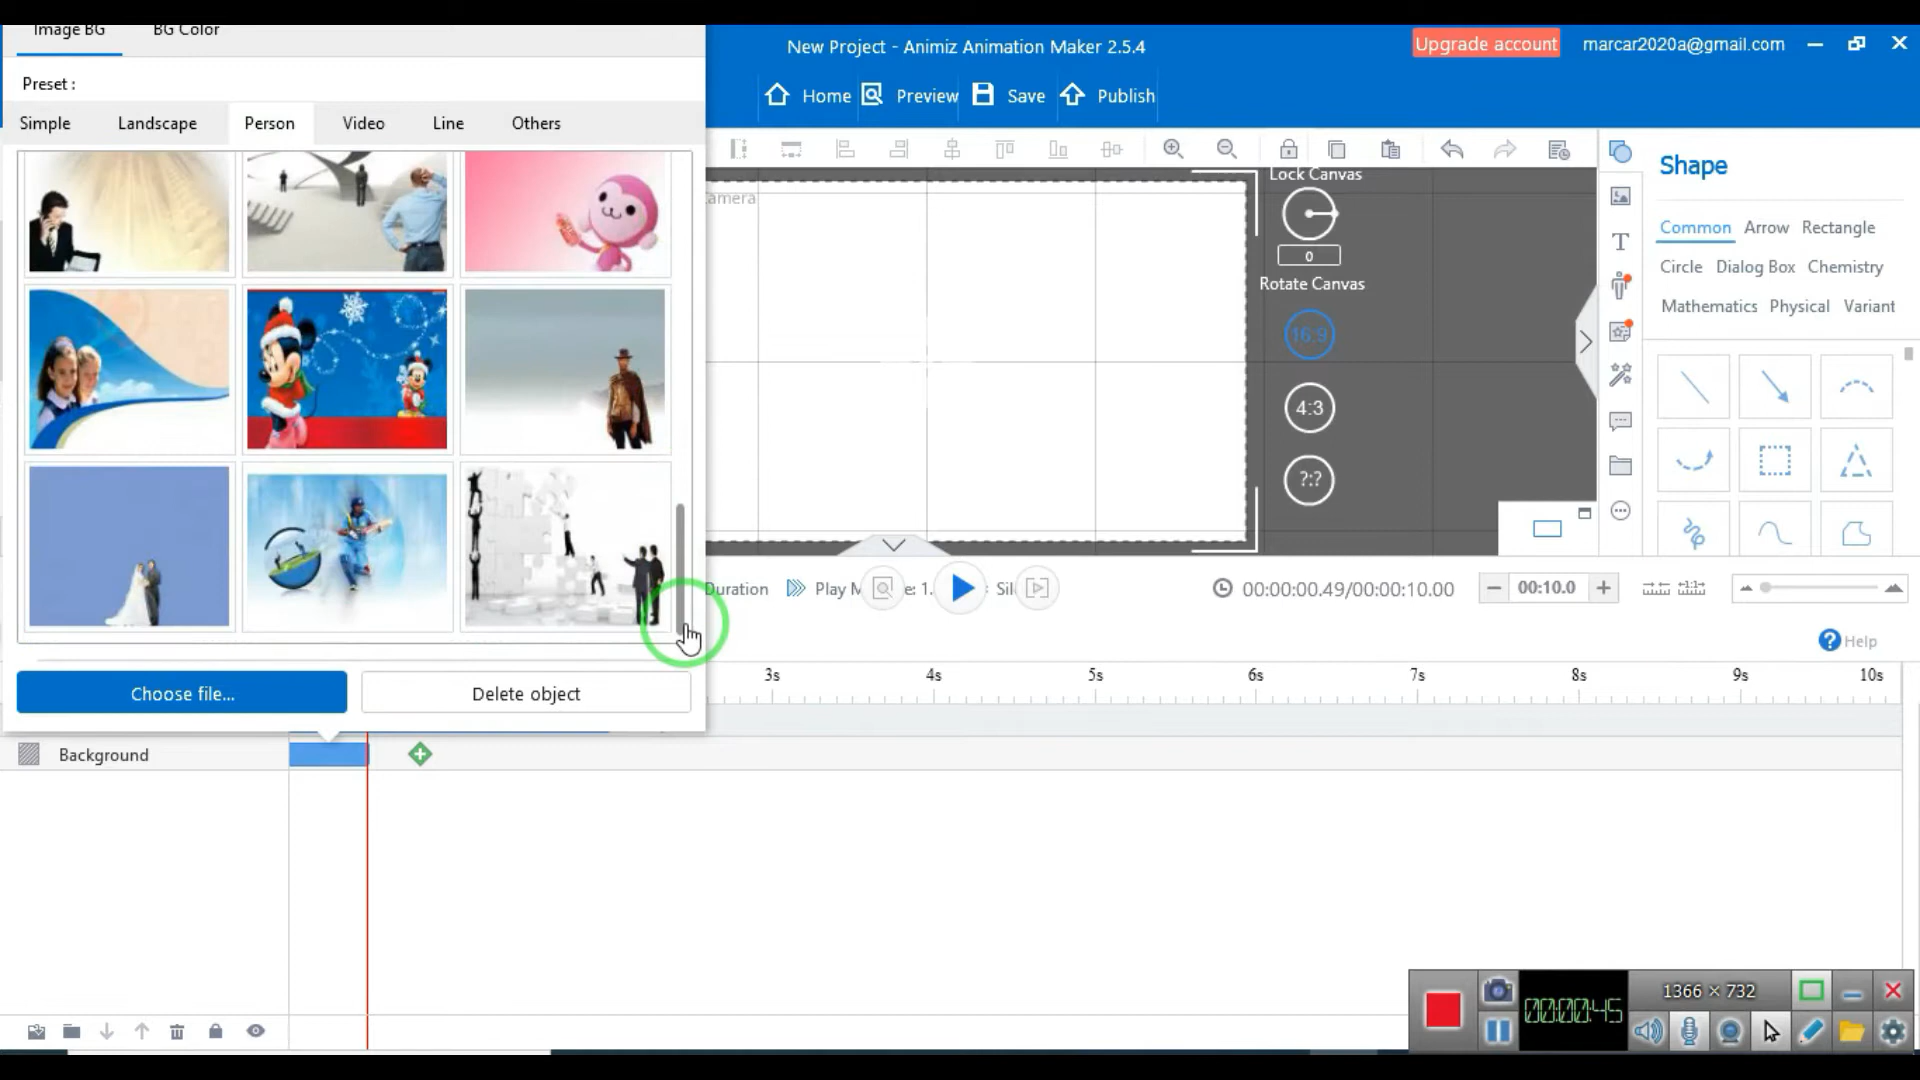 Image BG BG Color
New Project - Animiz Animation Maker 2.5.4
Upgrade account
marcar2020a@gmail.com
Preset :
Home Preview Save Publish
Simple Landscape Person Video Line Others
Lock Canvas
0
Rotate Canvas
16:9
4:3
?:?
Shape
Common Arrow Rectangle
Circle Dialog Box Chemistry
Mathematics Physical Variant
Duration Play M e: 1. Sil
00:00:00.49/00:00:10.00
00:10.0
Help
Choose file...
Delete object
3s 4s 5s 6s 7s 8s 9s 10s
Background
1366 × 732
00:00:45